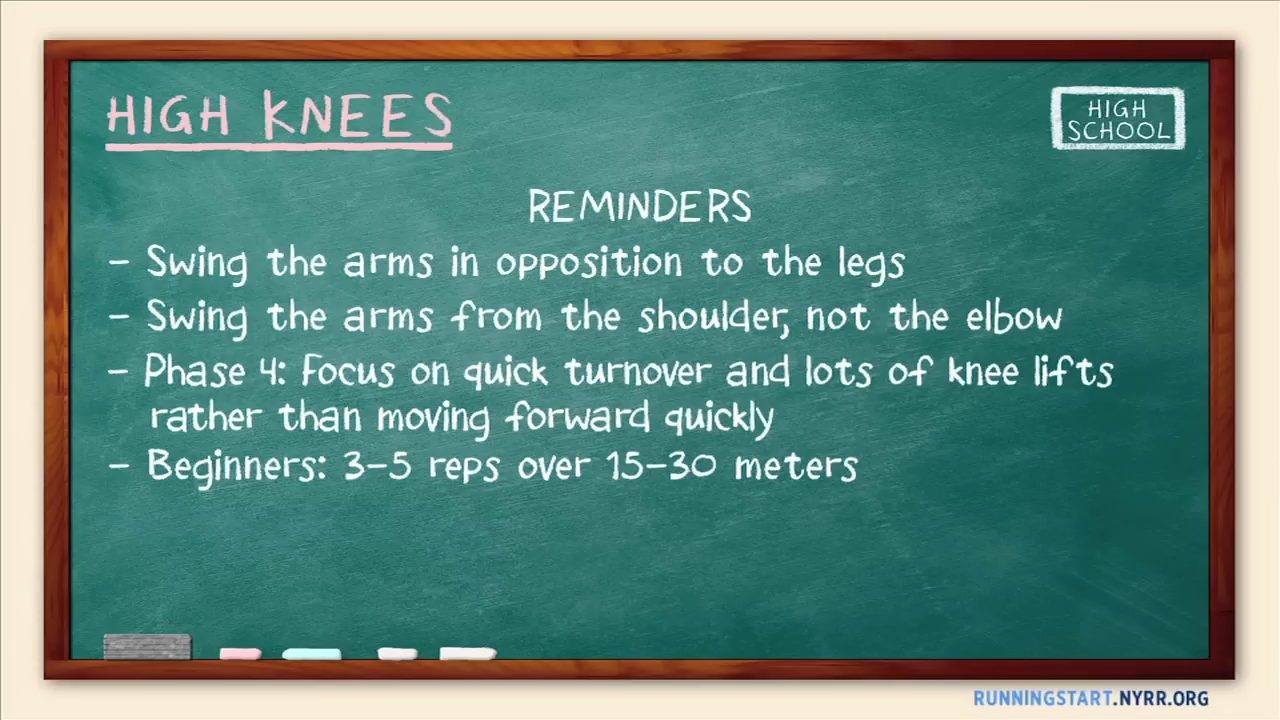 HIGH KNEES
HIGH
SCHOOL
REMINDERS
- Swing the arms in opposition to the legs
- Swing the arms from the shoulder, not the elbow
- Phase 4: Focus on quick turnover and lots of knee lifts
rather than moving forward quickly
- Beginners: 3-5 reps over 15-30 meters
RUNNINGSTART.NYRR.ORG